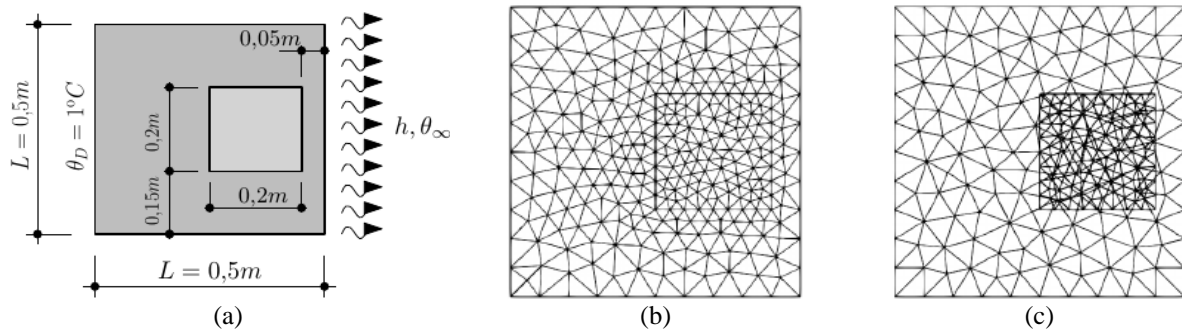 0,05m
L = 0,5m
θ_D = 1°C
0,2m
0,15m
0,2m
h, θ_∞
L = 0,5m
(a)
(b)
(c)